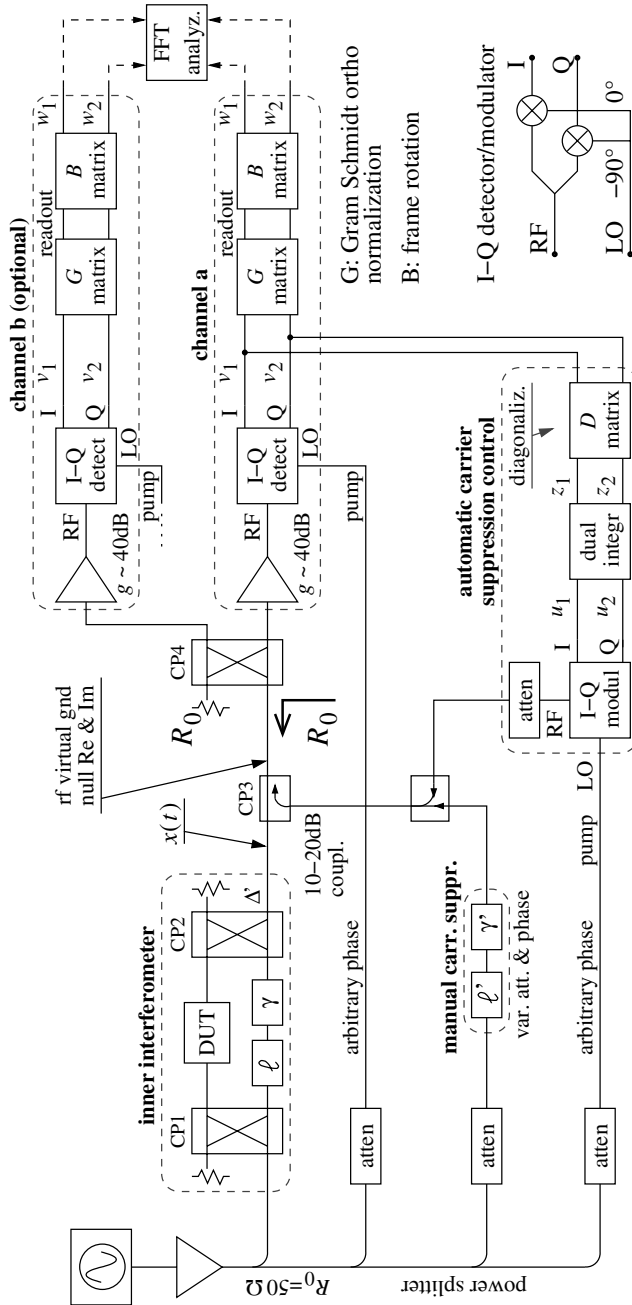 channel b (optional)
FFT
analyz.
g ~ 40dB
RF
I–Q
detect
I
Q
v1
v2
G
matrix
readout
B
matrix
w1
w2
LO
pump
channel a
CP4
R0
g ~ 40dB
RF
I–Q
detect
I
Q
v1
v2
G
matrix
readout
B
matrix
w1
w2
LO
pump
rf virtual gnd
null Re & Im
x(t)
R0
inner interferometer
CP1
DUT
CP2
ℓ
γ
Δ'
CP3
10–20dB
coupl.
R0=50 Ω
power splitter
atten
arbitrary phase
G: Gram Schmidt ortho
normalization
B: frame rotation
manual carr. suppr.
atten
ℓ'
γ'
var. att. & phase
automatic carrier
suppression control
atten
RF
I–Q
modul
LO
I
Q
u1
u2
dual
integr
z1
z2
D
matrix
diagonaliz.
atten
arbitrary phase
pump
I–Q detector/modulator
RF
LO
I
Q
−90°
0°